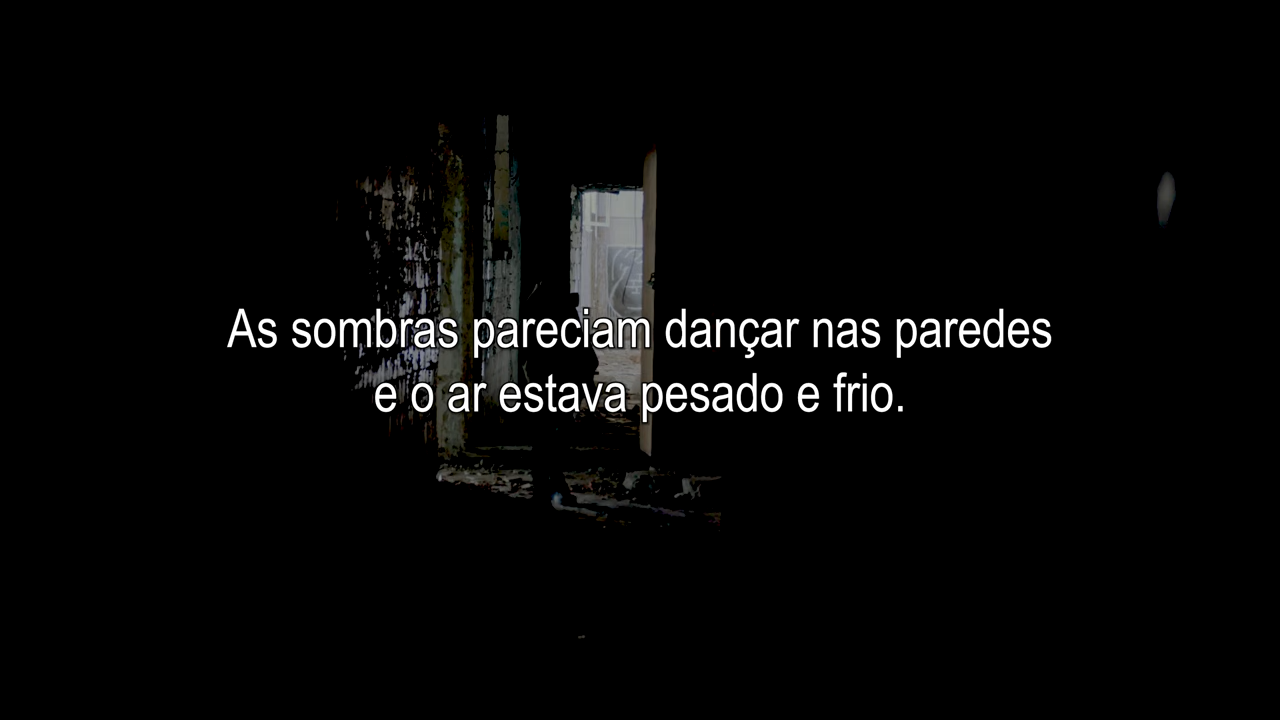 As sombras pareciam dançar nas paredes
e o ar estava pesado e frio.